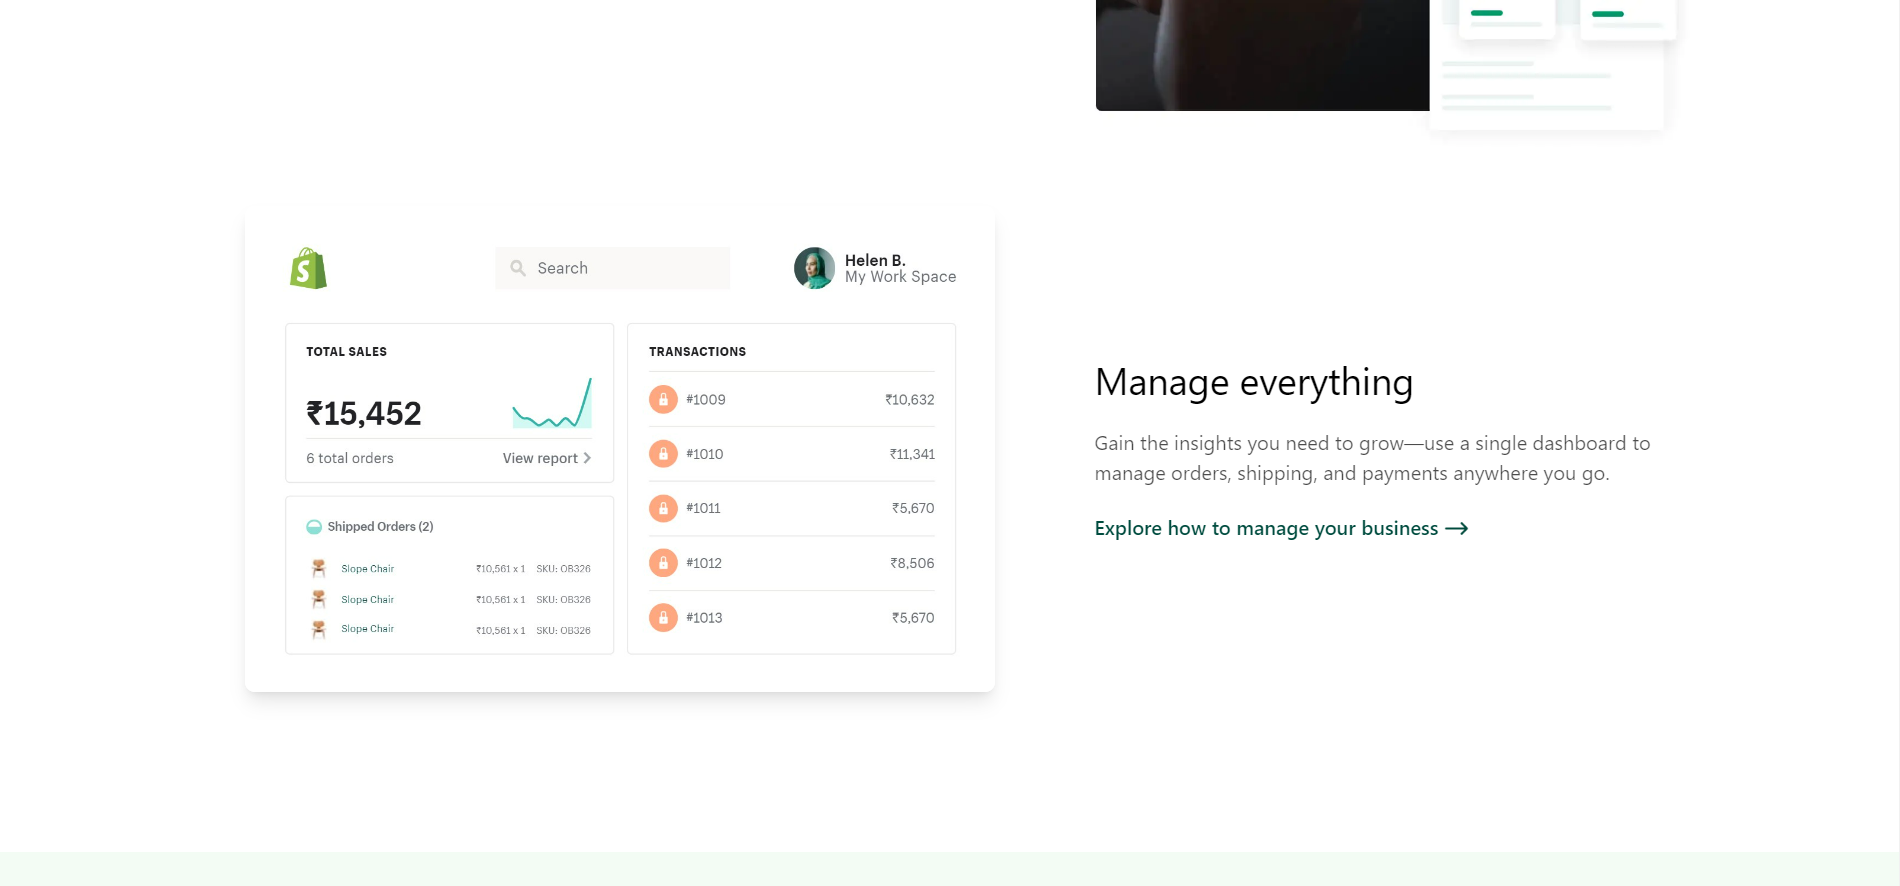 Search
Helen B.
My Work Space
TOTAL SALES
₹15,452
6 total orders
View report
Shipped Orders (2)
Slope Chair ₹10,561 x 1 SKU: OB326
Slope Chair ₹10,561 x 1 SKU: OB326
Slope Chair ₹10,561 x 1 SKU: OB326
TRANSACTIONS
#1009 ₹10,632
#1010 ₹11,341
#1011 ₹5,670
#1012 ₹8,506
#1013 ₹5,670
Manage everything
Gain the insights you need to grow—use a single dashboard to
manage orders, shipping, and payments anywhere you go.
Explore how to manage your business →